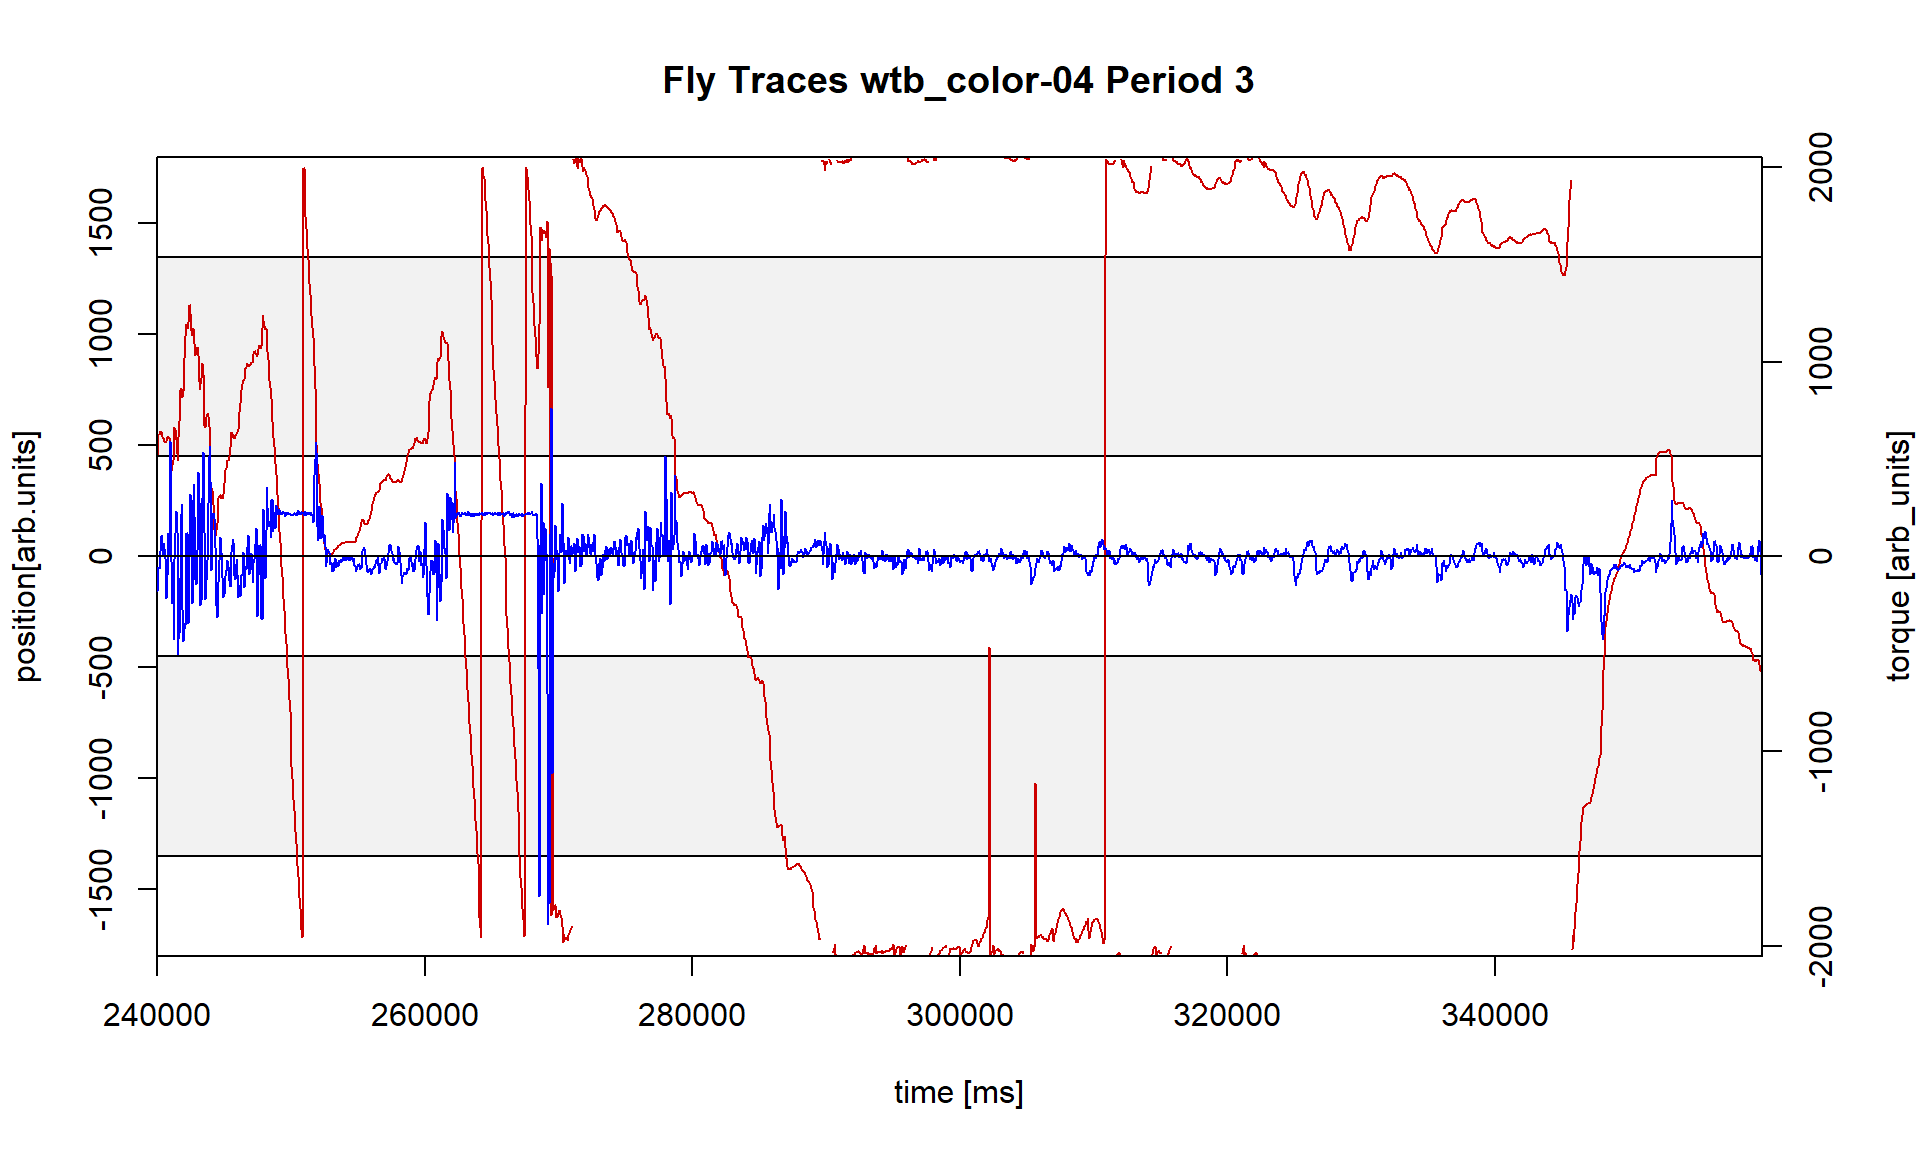 Fly Traces wtb_color-04 Period 3
position[arb.units]
1500
1000
500
0
-500
-1000
-1500
2000
1000
0
-1000
-2000
torque [arb_units]
240000 260000 280000 300000 320000 340000
time [ms]